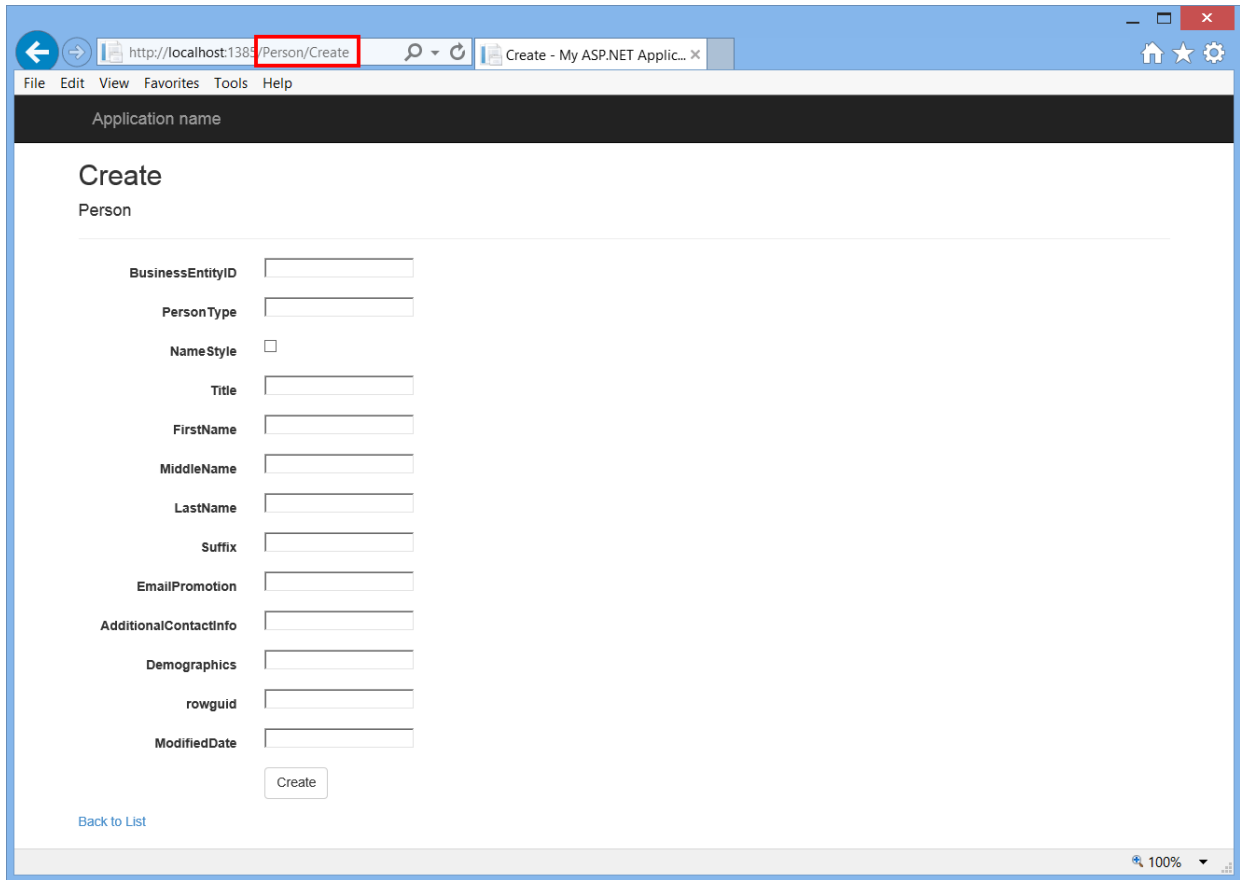 http://localhost:1385/Person/Create
Create - My ASP.NET Applic...
File Edit View Favorites Tools Help
Application name
Create
Person
BusinessEntityID
PersonType
NameStyle
Title
FirstName
MiddleName
LastName
Suffix
EmailPromotion
AdditionalContactInfo
Demographics
rowguid
ModifiedDate
Create
Back to List
100%